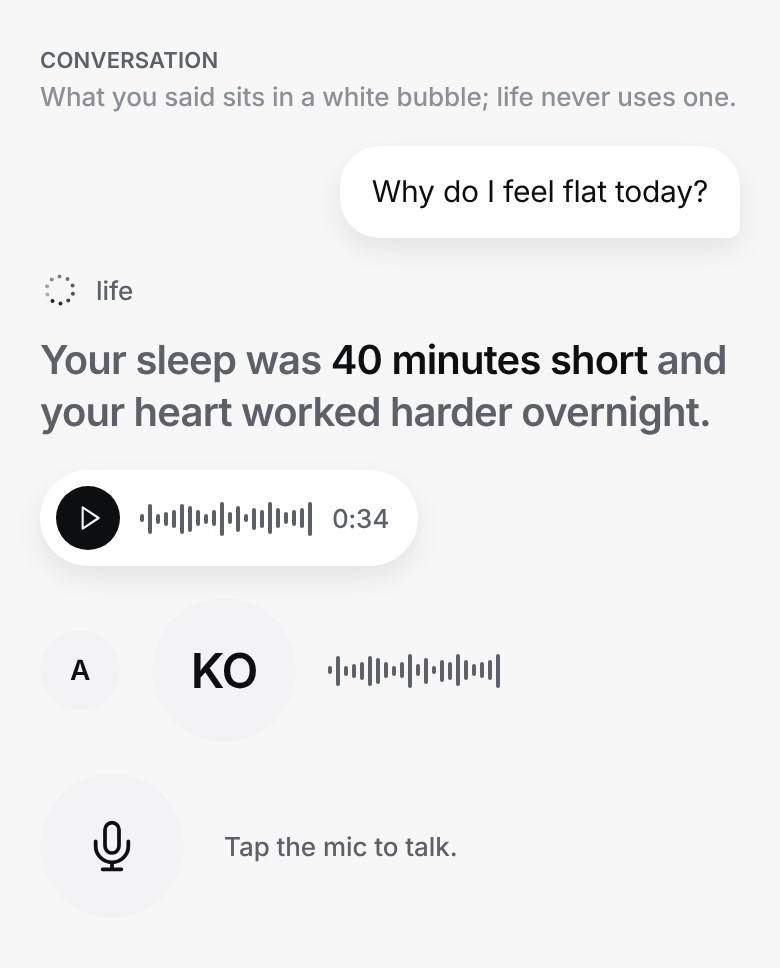 CONVERSATION
What you said sits in a white bubble; life never uses one.
Why do I feel flat today?
life
Your sleep was 40 minutes short and
your heart worked harder overnight.
0:34
A
KO
Tap the mic to talk.